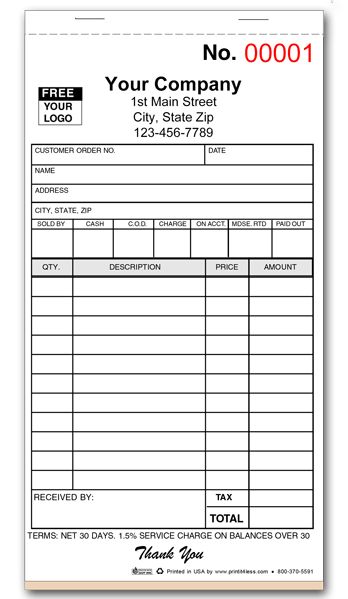 No. 00001
FREE
YOUR
LOGO
Your Company
1st Main Street
City, State Zip
123-456-7789
CUSTOMER ORDER NO. DATE
NAME
ADDRESS
CITY, STATE, ZIP
SOLD BY CASH C.O.D. CHARGE ON ACCT. MDSE. RTD PAID OUT
QTY. DESCRIPTION PRICE AMOUNT
RECEIVED BY: TAX
TOTAL
TERMS: NET 30 DAYS. 1.5% SERVICE CHARGE ON BALANCES OVER 30
Thank You
Printed in USA by www.printit4less.com • 800-370-5591